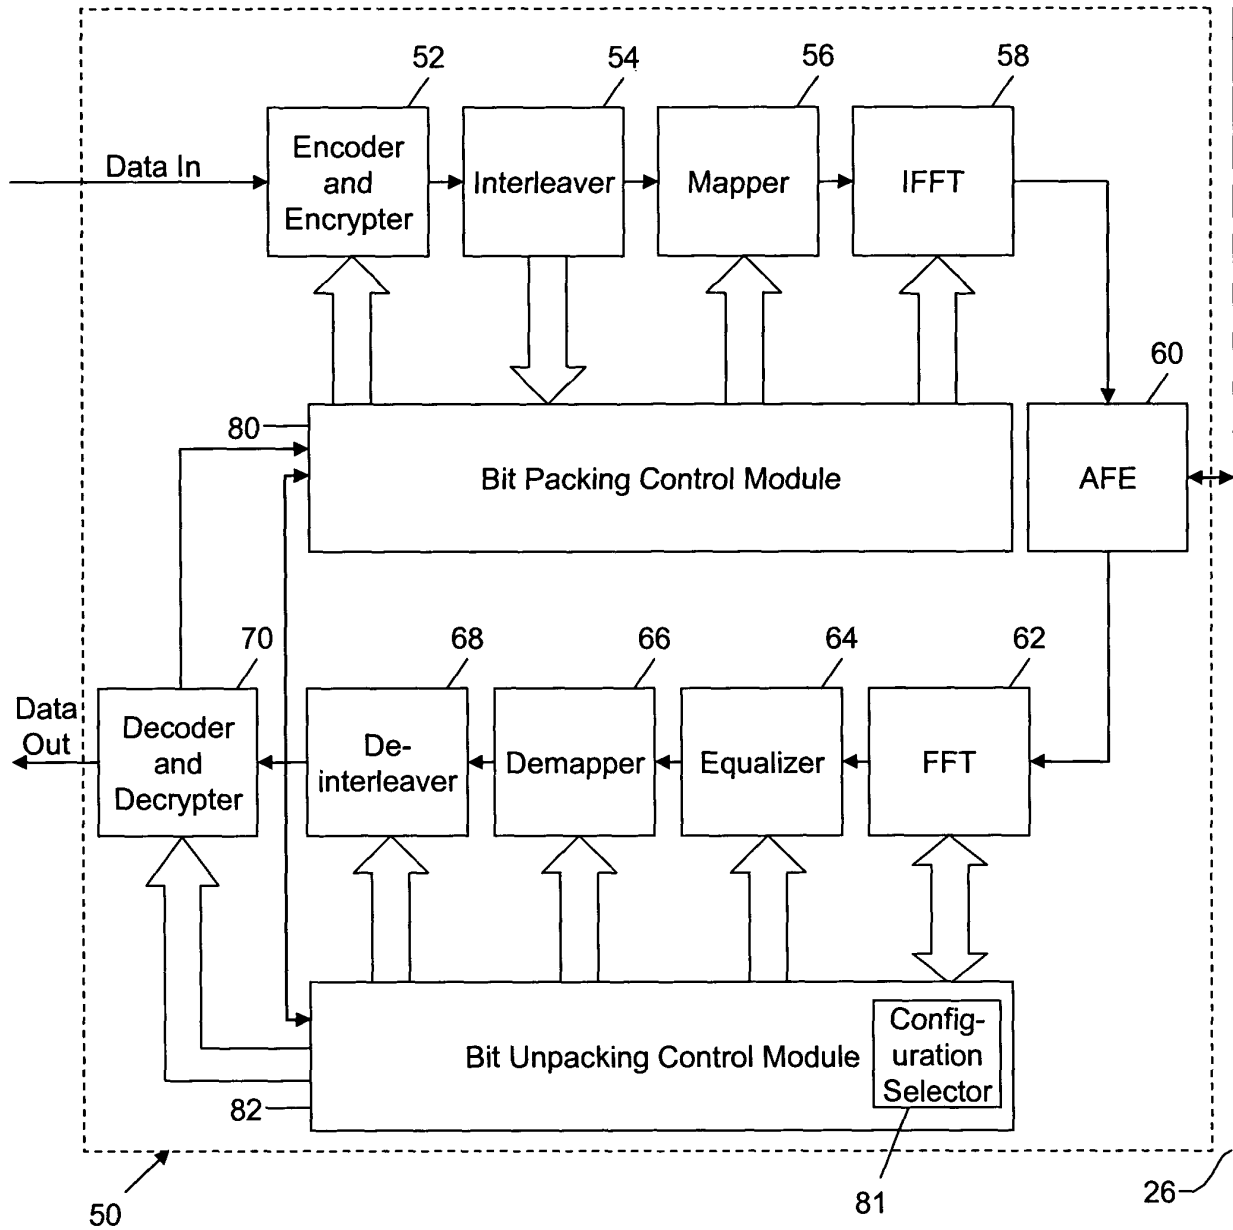 52
54
56
58
Data In
Encoder
and
Encrypter
Interleaver
Mapper
IFFT
60
80
Bit Packing Control Module
AFE
70
68
66
64
62
Data
Out
Decoder
and
Decrypter
De-
interleaver
Demapper
Equalizer
FFT
Bit Unpacking Control Module
Config-
uration
Selector
82
50
81
26